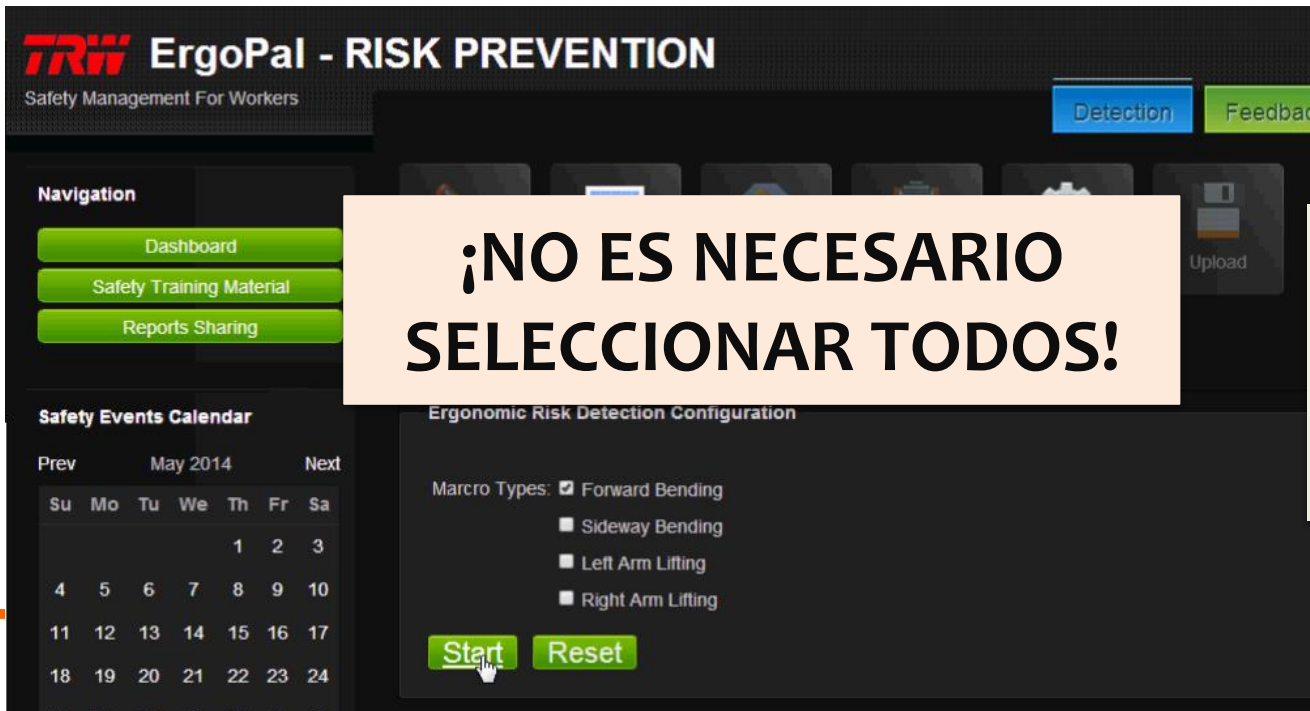 TRW ErgoPal - RISK PREVENTION
Safety Management For Workers
Detection Feedbac
Navigation
Dashboard
Safety Training Material
Reports Sharing
Upload
¡NO ES NECESARIO
SELECCIONAR TODOS!
Safety Events Calendar
Prev May 2014 Next
Su Mo Tu We Th Fr Sa
1 2 3
4 5 6 7 8 9 10
11 12 13 14 15 16 17
18 19 20 21 22 23 24
Ergonomic Risk Detection Configuration
Marcro Types: Forward Bending
Sideway Bending
Left Arm Lifting
Right Arm Lifting
Start Reset